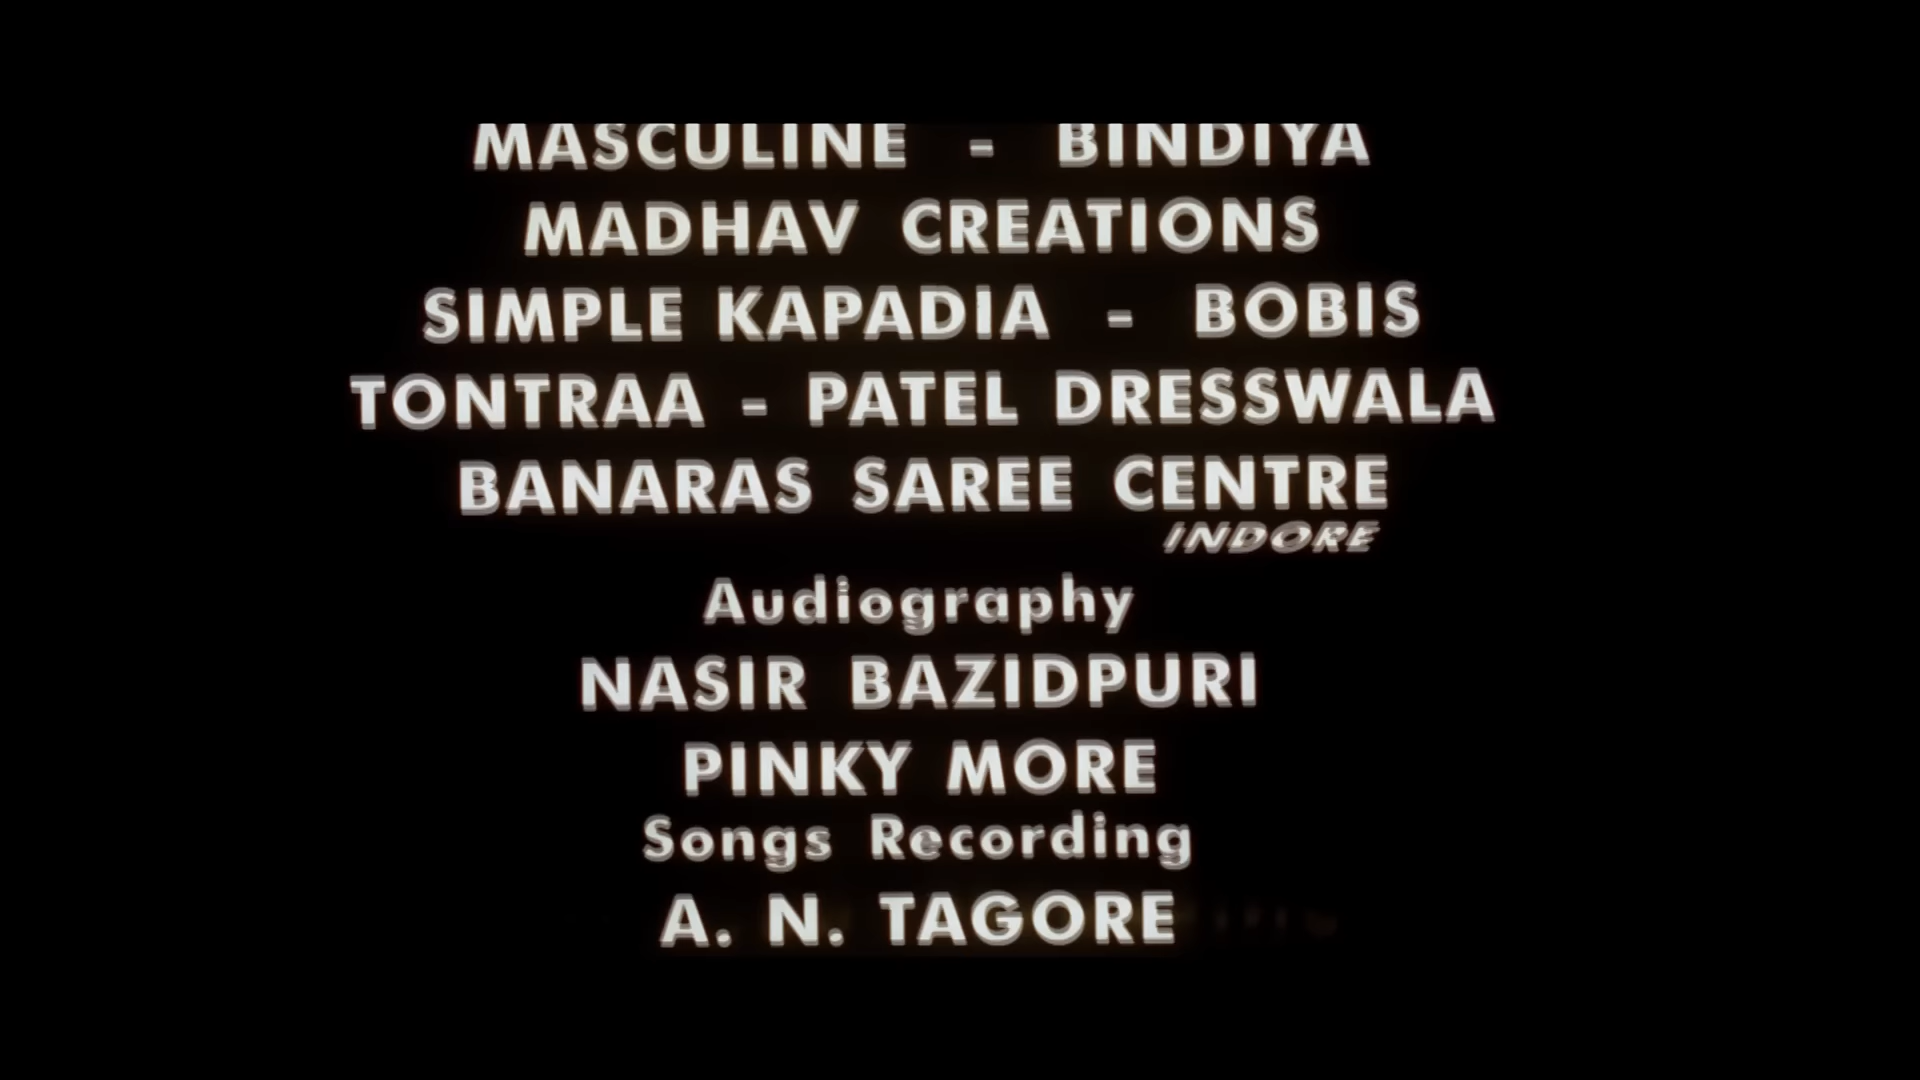 MASCULINE - BINDIYA
MADHAV CREATIONS
SIMPLE KAPADIA - BOBIS
TONTRAA - PATEL DRESSWALA
BANARAS SAREE CENTRE
INDORE
Audiography
NASIR BAZIDPURI
PINKY MORE
Songs Recording
A. N. TAGORE